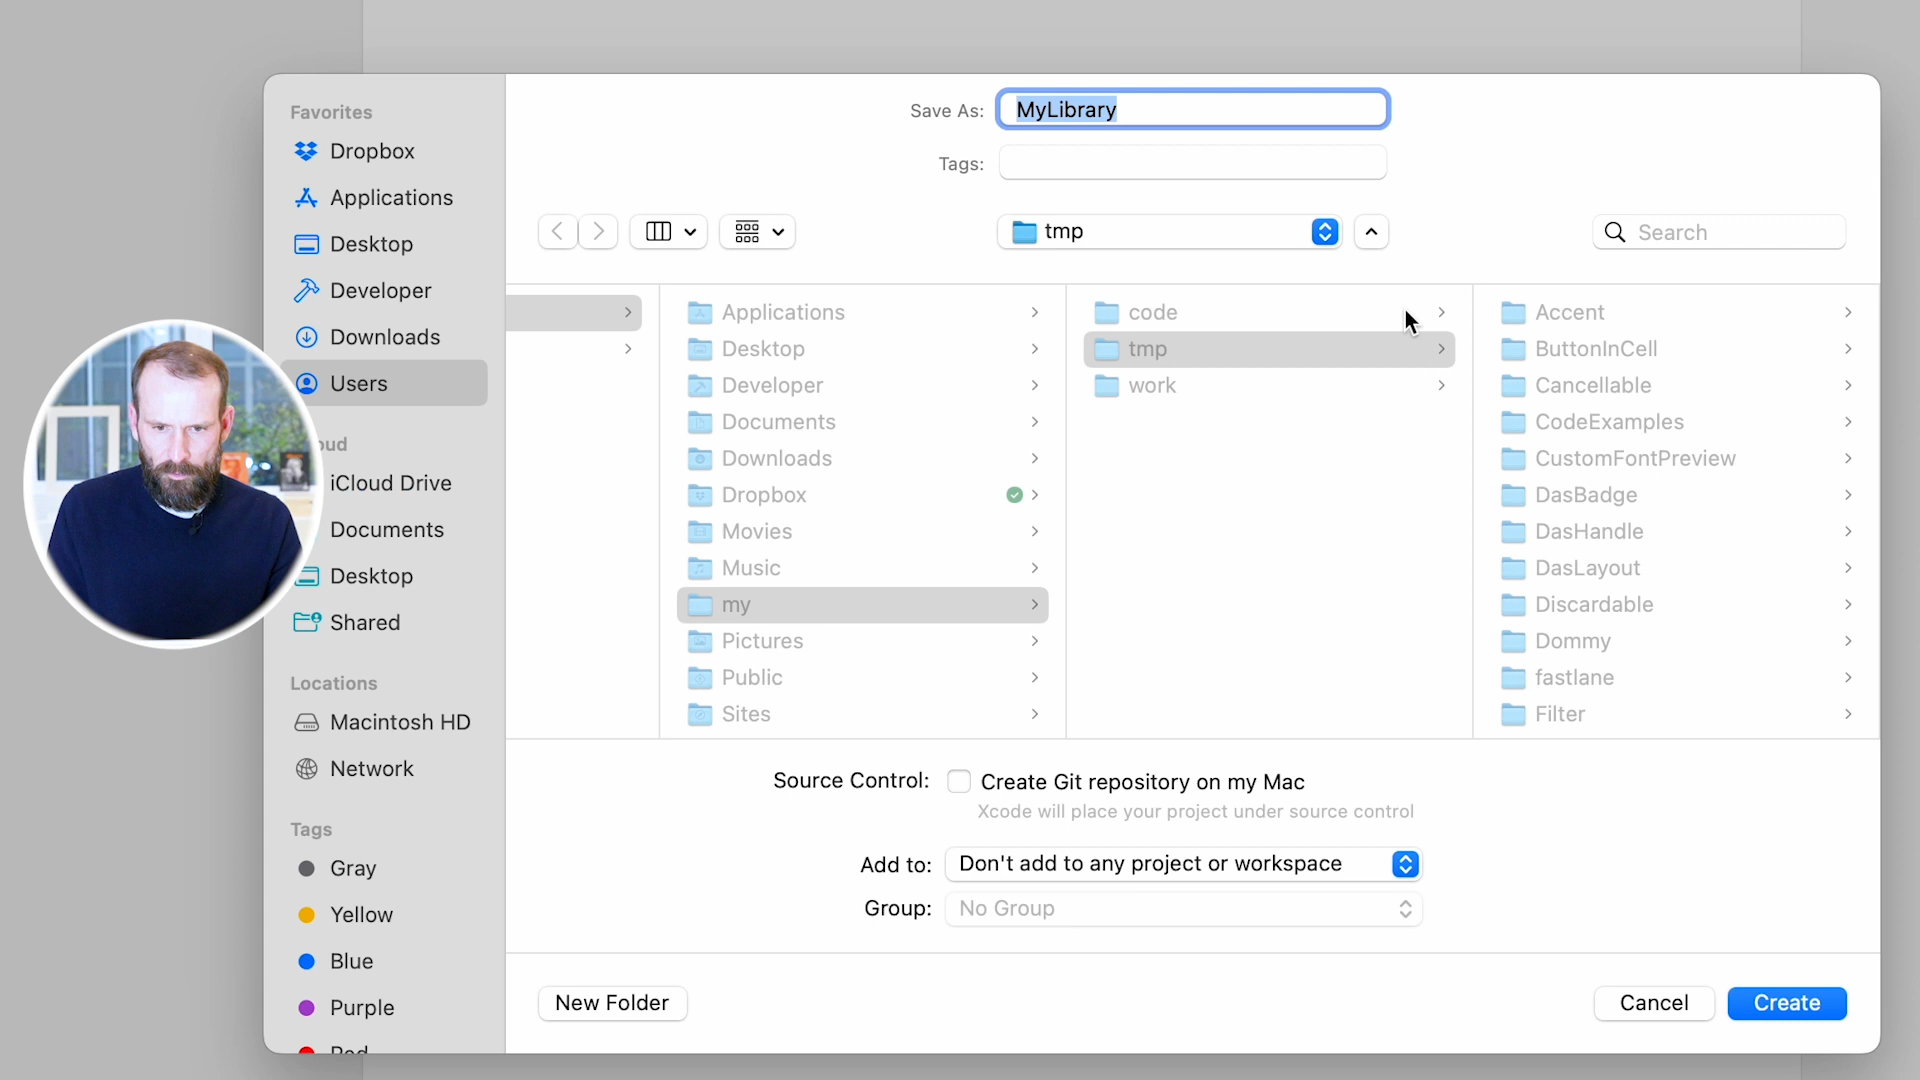 Favorites
Dropbox
Applications
Desktop
Developer
Downloads
Users
oud
iCloud Drive
Documents
Desktop
Shared
Locations
Macintosh HD
Network
Tags
Gray
Yellow
Blue
Purple
Red
Save As: MyLibrary
Tags:
tmp
Search
Applications
Desktop
Developer
Documents
Downloads
Dropbox
Movies
Music
my
Pictures
Public
Sites
code
tmp
work
Accent
ButtonInCell
Cancellable
CodeExamples
CustomFontPreview
DasBadge
DasHandle
DasLayout
Discardable
Dommy
fastlane
Filter
Source Control: Create Git repository on my Mac
Xcode will place your project under source control
Add to: Don't add to any project or workspace
Group: No Group
New Folder
Cancel
Create